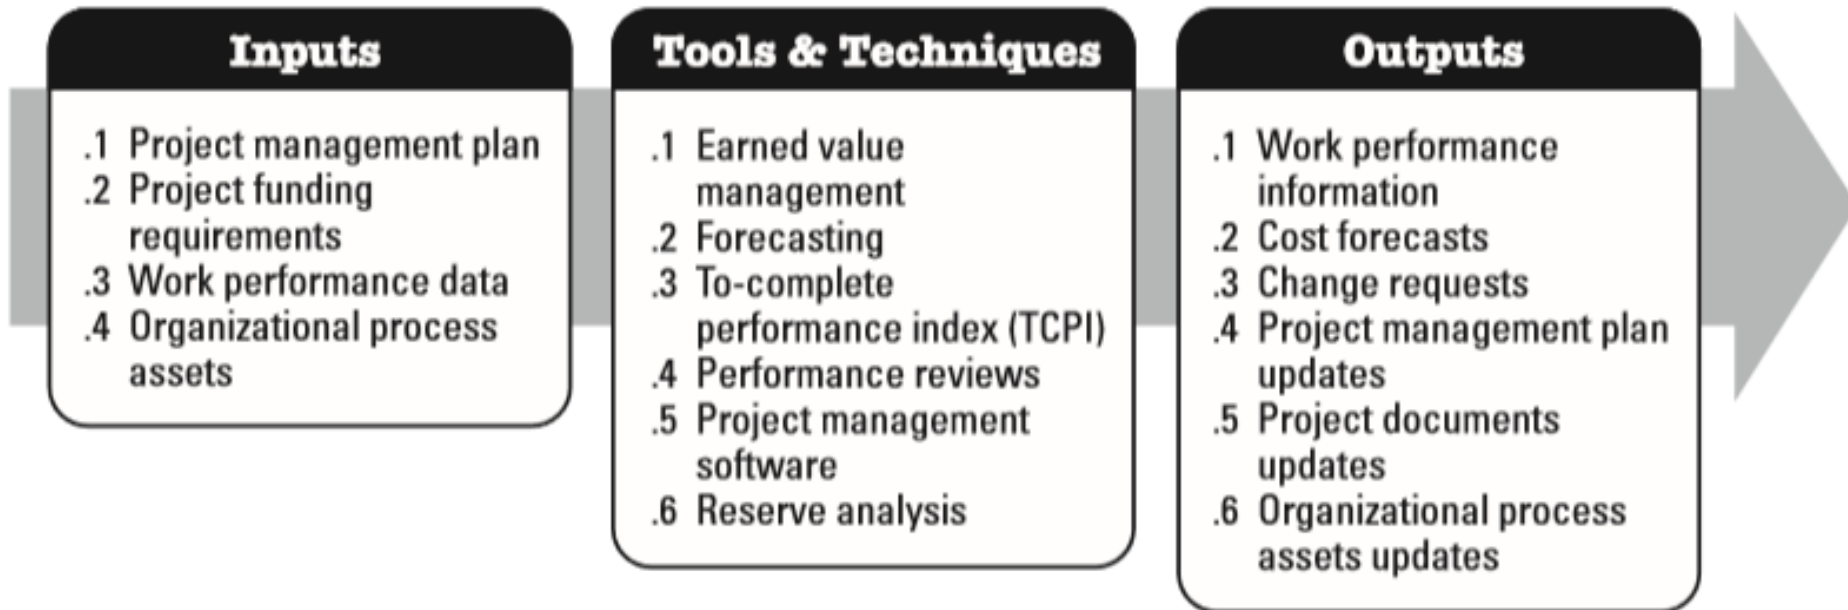 Inputs
.1 Project management plan
.2 Project funding
requirements
.3 Work performance data
.4 Organizational process
assets
Tools & Techniques
.1 Earned value
management
.2 Forecasting
.3 To-complete
performance index (TCPI)
.4 Performance reviews
.5 Project management
software
.6 Reserve analysis
Outputs
.1 Work performance
information
.2 Cost forecasts
.3 Change requests
.4 Project management plan
updates
.5 Project documents
updates
.6 Organizational process
assets updates